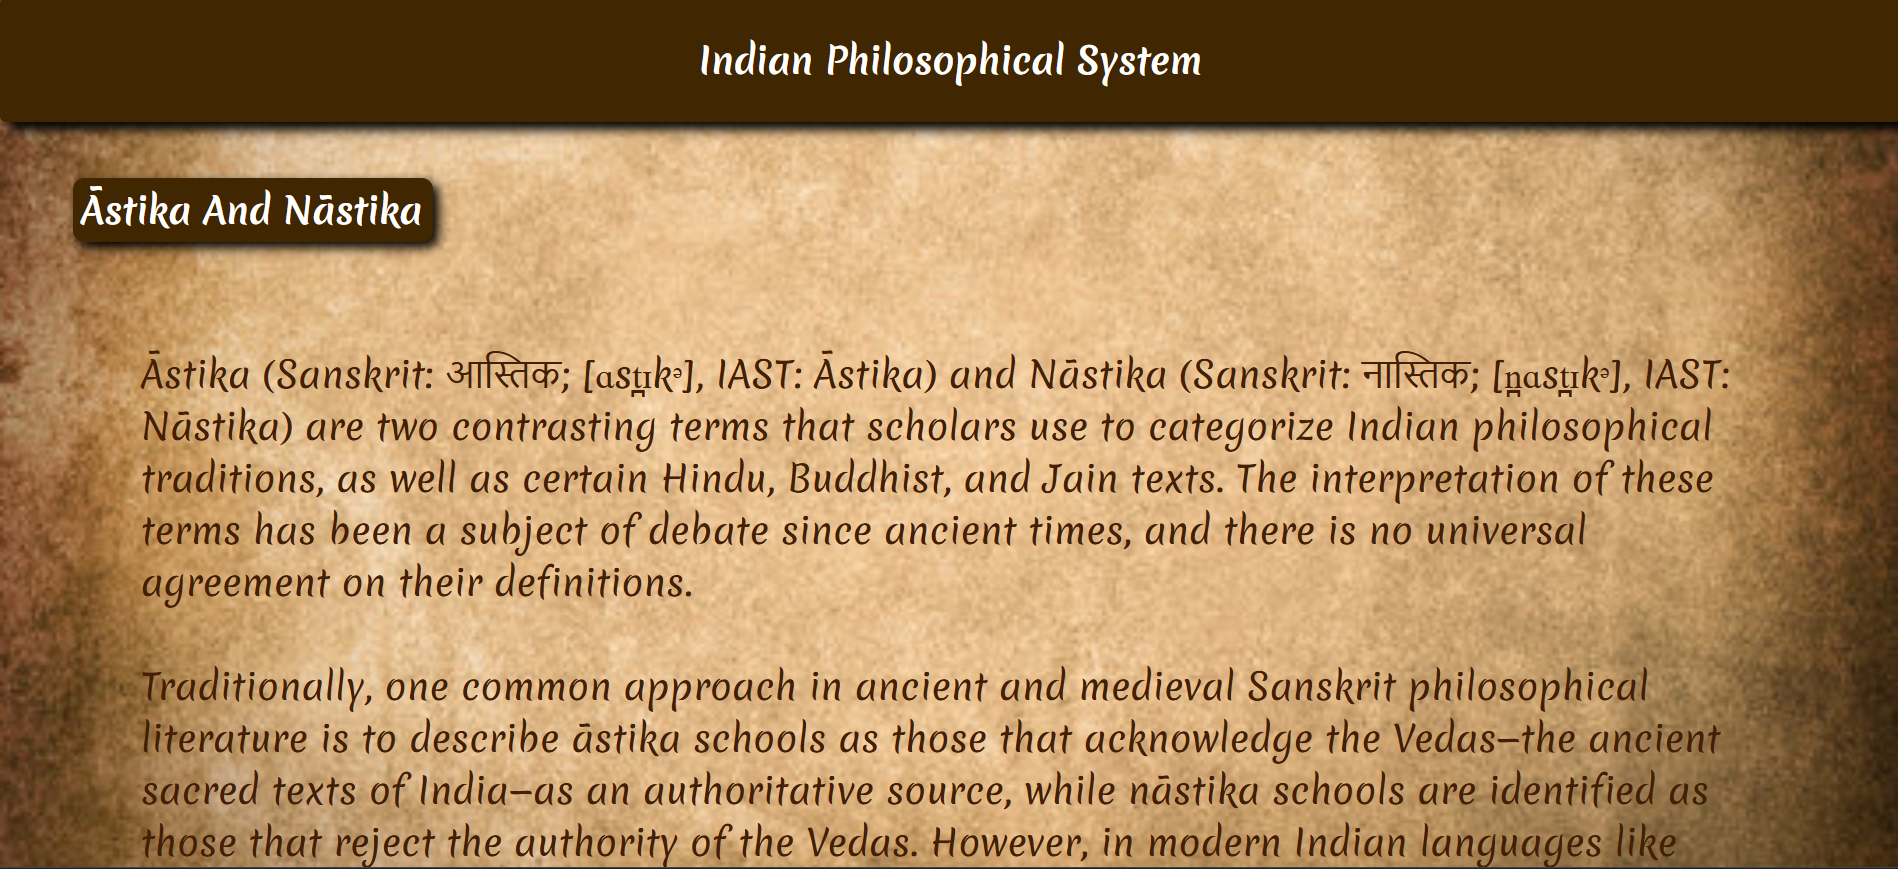 Indian Philosophical System
Āstika And Nāstika
Āstika (Sanskrit: आस्तिक; [ɑst̪ɪkᵊ], IAST: Āstika) and Nāstika (Sanskrit: नास्तिक; [n̪ɑst̪ɪkᵊ], IAST:
Nāstika) are two contrasting terms that scholars use to categorize Indian philosophical
traditions, as well as certain Hindu, Buddhist, and Jain texts. The interpretation of these
terms has been a subject of debate since ancient times, and there is no universal
agreement on their definitions.
Traditionally, one common approach in ancient and medieval Sanskrit philosophical
literature is to describe āstika schools as those that acknowledge the Vedas—the ancient
sacred texts of India—as an authoritative source, while nāstika schools are identified as
those that reject the authority of the Vedas. However, in modern Indian languages like